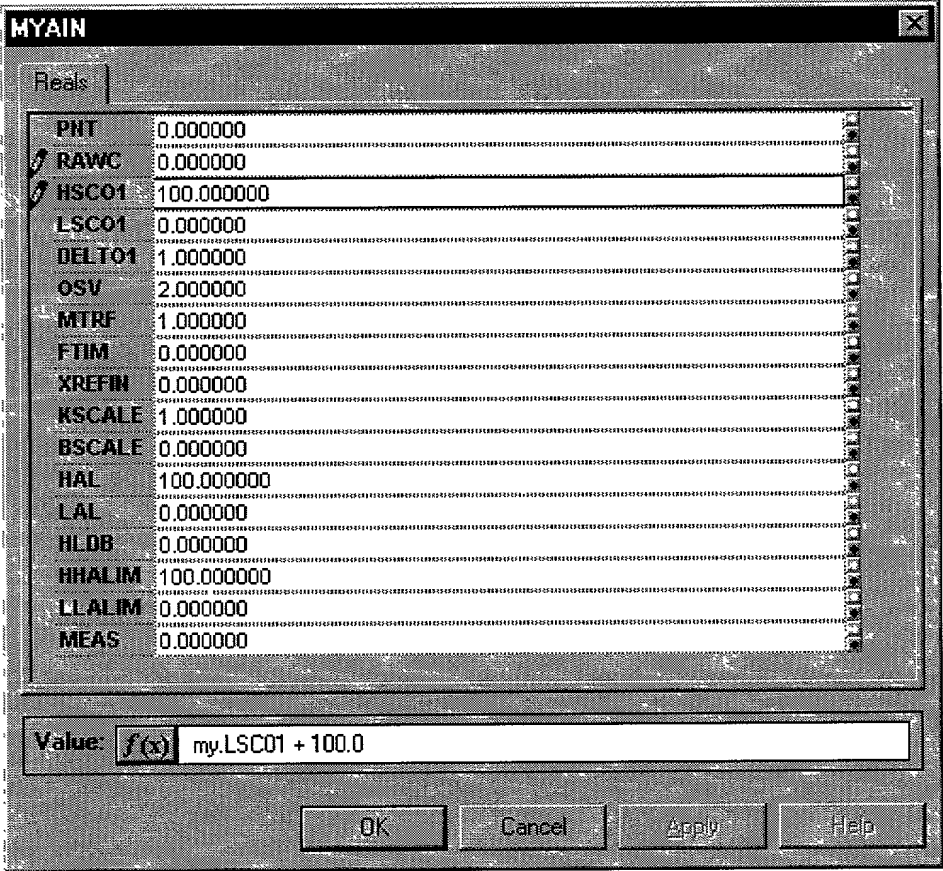 MYAIN
Reals
PNT 0.000000
RAWC 0.000000
HSCO1 100.000000
LSCO1 0.000000
DELTO1 1.000000
OSV 2.000000
MTRF 1.000000
FTIM 0.000000
XREFIN 0.000000
KSCALE 1.000000
BSCALE 0.000000
HAL 100.000000
LAL 0.000000
HLDB 0.000000
HHALIM 100.000000
LLALIM 0.000000
MEAS 0.000000
Value: f(x) my.LSCO1 + 100.0
OK Cancel Apply Help